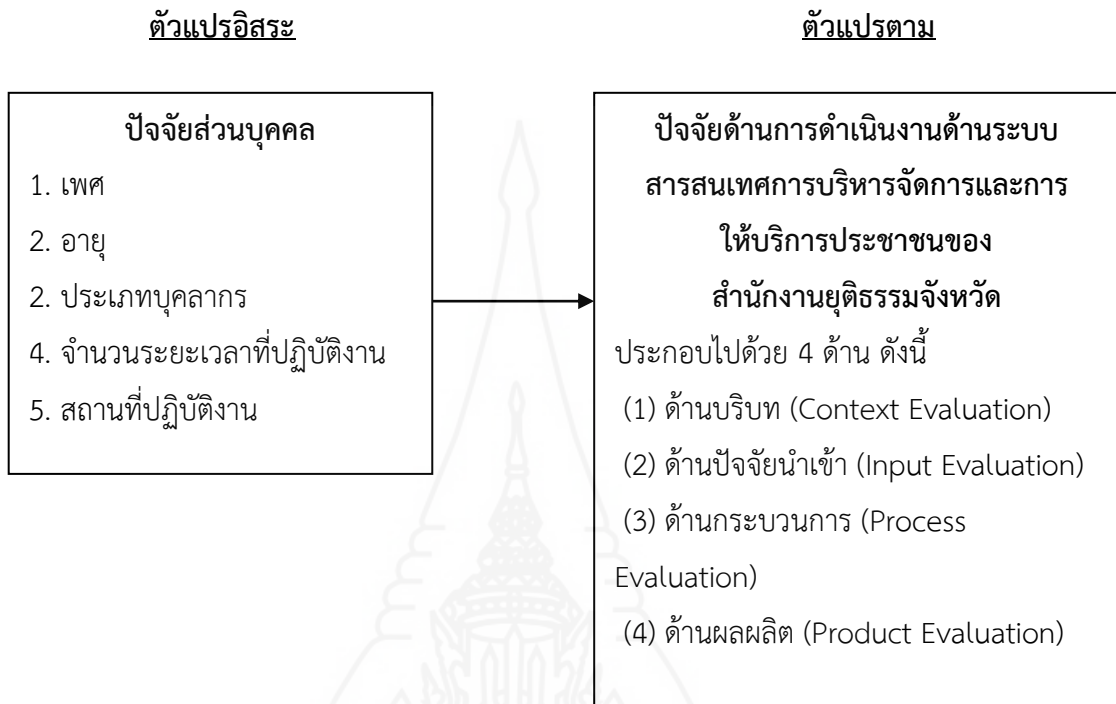 ตัวแปรอิสระ
ตัวแปรตาม
ปัจจัยส่วนบุคคล
1. เพศ
2. อายุ
2. ประเภทบุคลากร
4. จำนวนระยะเวลาที่ปฏิบัติงาน
5. สถานที่ปฏิบัติงาน
ปัจจัยด้านการดำเนินงานด้านระบบ
สารสนเทศการบริหารจัดการและการ
ให้บริการประชาชนของ
สำนักงานยุติธรรมจังหวัด
ประกอบไปด้วย 4 ด้าน ดังนี้
(1) ด้านบริบท (Context Evaluation)
(2) ด้านปัจจัยนำเข้า (Input Evaluation)
(3) ด้านกระบวนการ (Process
Evaluation)
(4) ด้านผลผลิต (Product Evaluation)